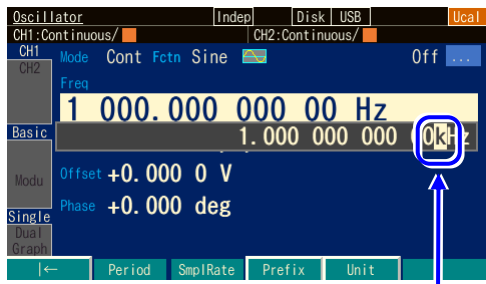 Oscillator Indep Disk USB Ucal
CH1:Continuous/ CH2:Continuous/
CH1 Mode Cont Fctn Sine Off ...
CH2
Freq
1 000.000 000 00 Hz
Basic
1.000 000 000 00kHz
Modu Offset +0.000 0 V
Phase +0.000 deg
Single
Dual
Graph
|← Period SmplRate Prefix Unit